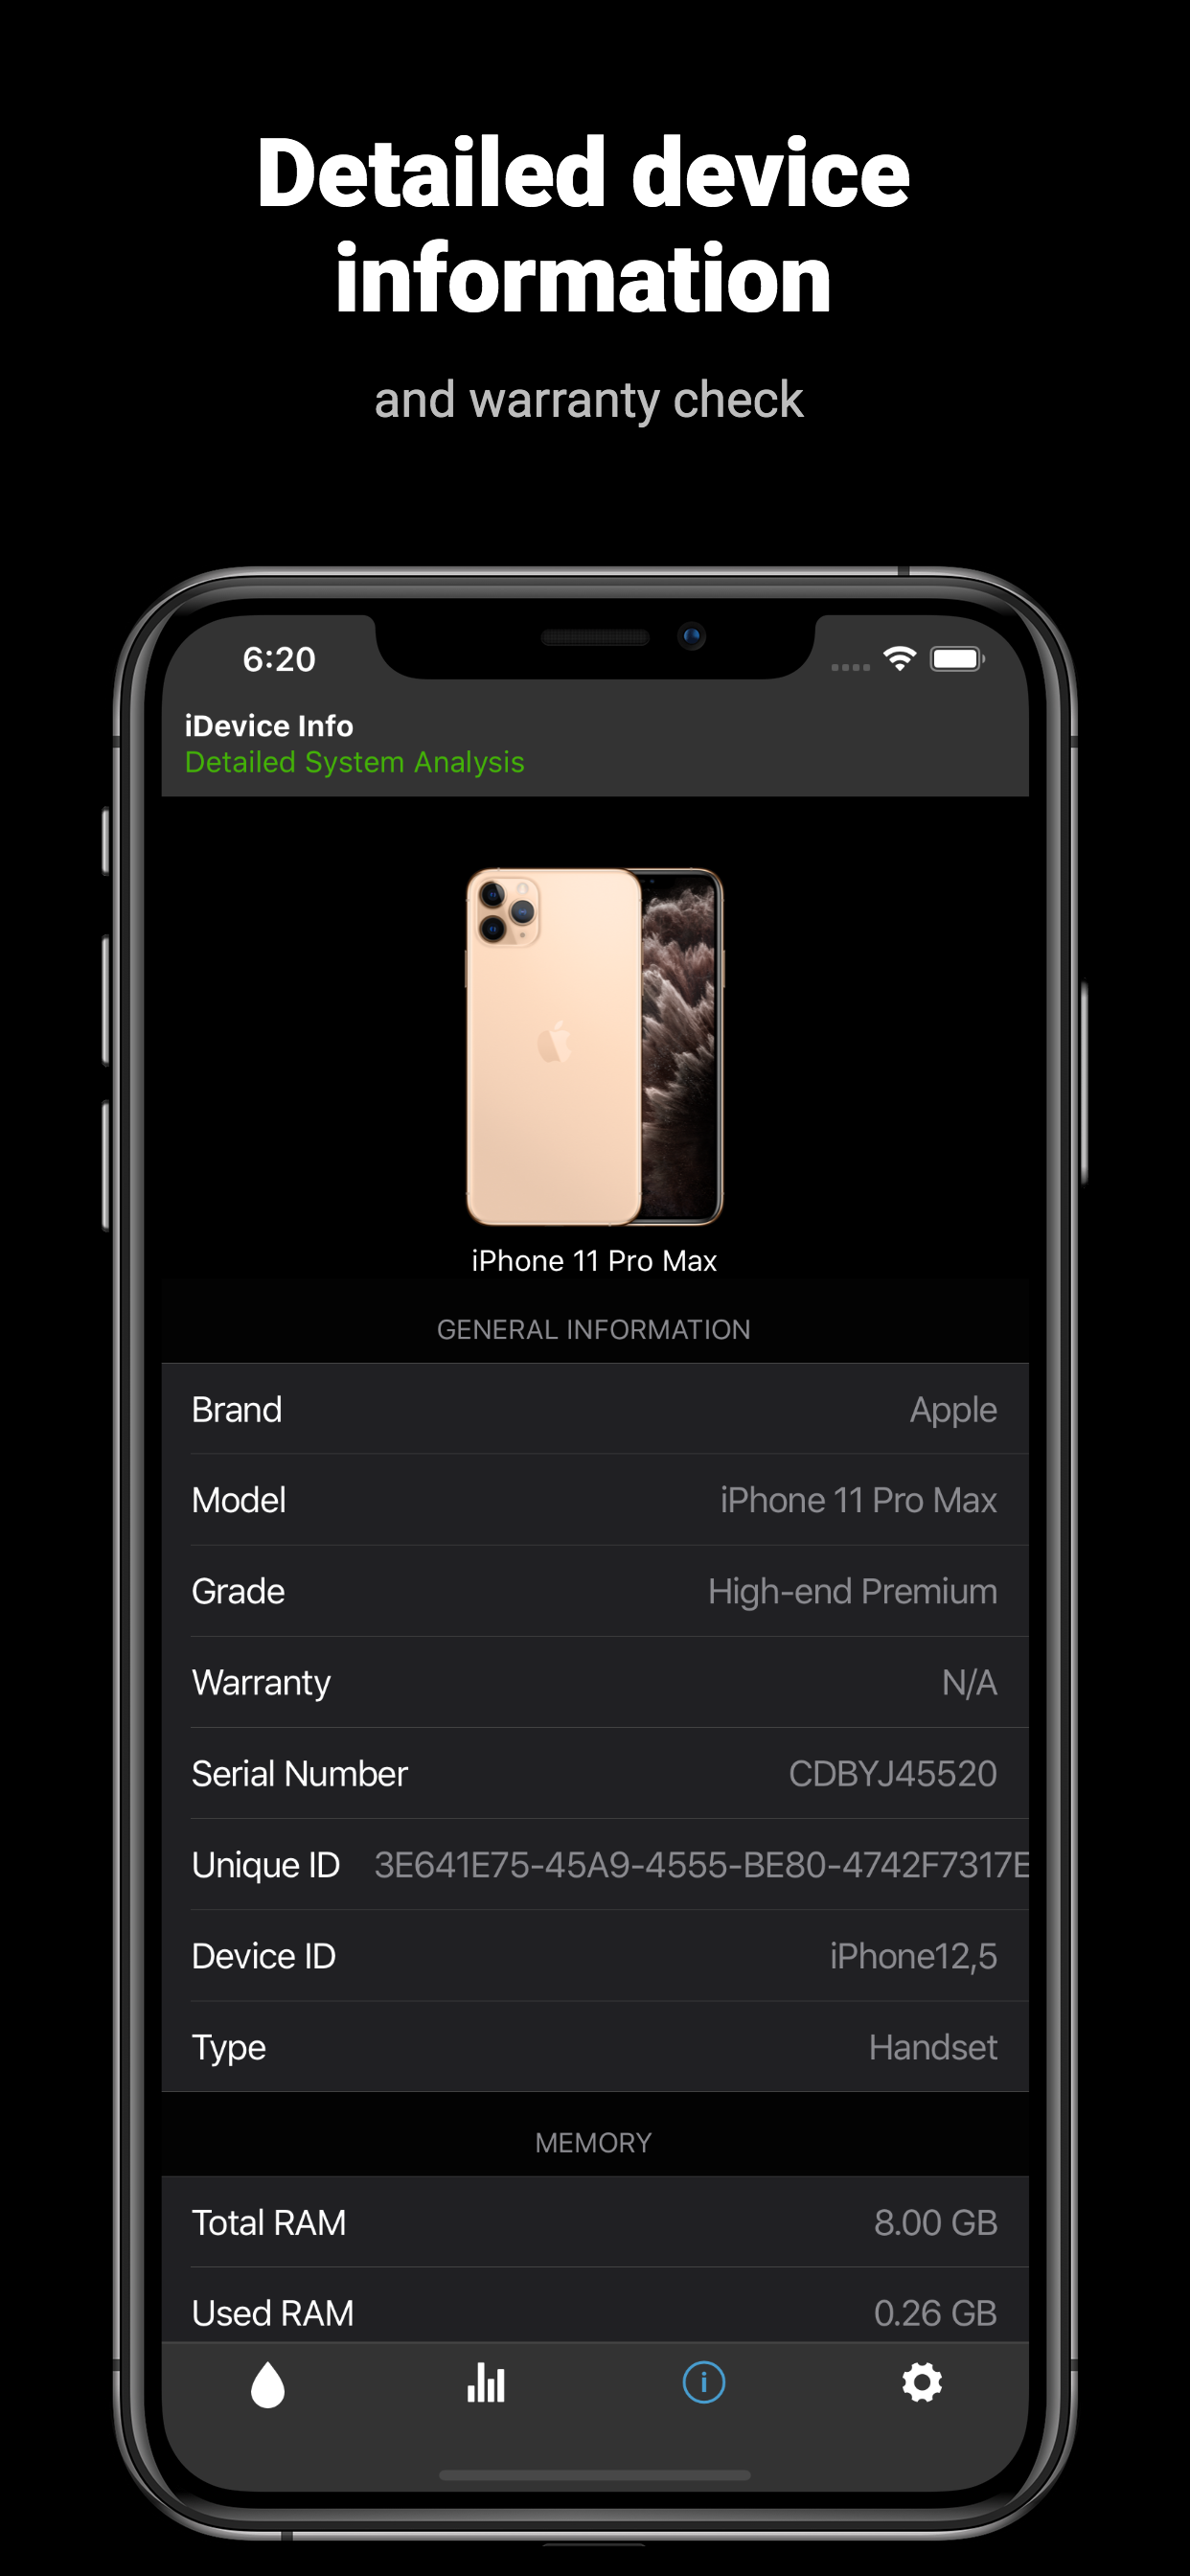 Detailed device
information
and warranty check
6:20
iDevice Info
Detailed System Analysis
iPhone 11 Pro Max
GENERAL INFORMATION
Brand Apple
Model iPhone 11 Pro Max
Grade High-end Premium
Warranty N/A
Serial Number CDBYJ45520
Unique ID 3E641E75-45A9-4555-BE80-4742F7317E
Device ID iPhone12,5
Type Handset
MEMORY
Total RAM 8.00 GB
Used RAM 0.26 GB